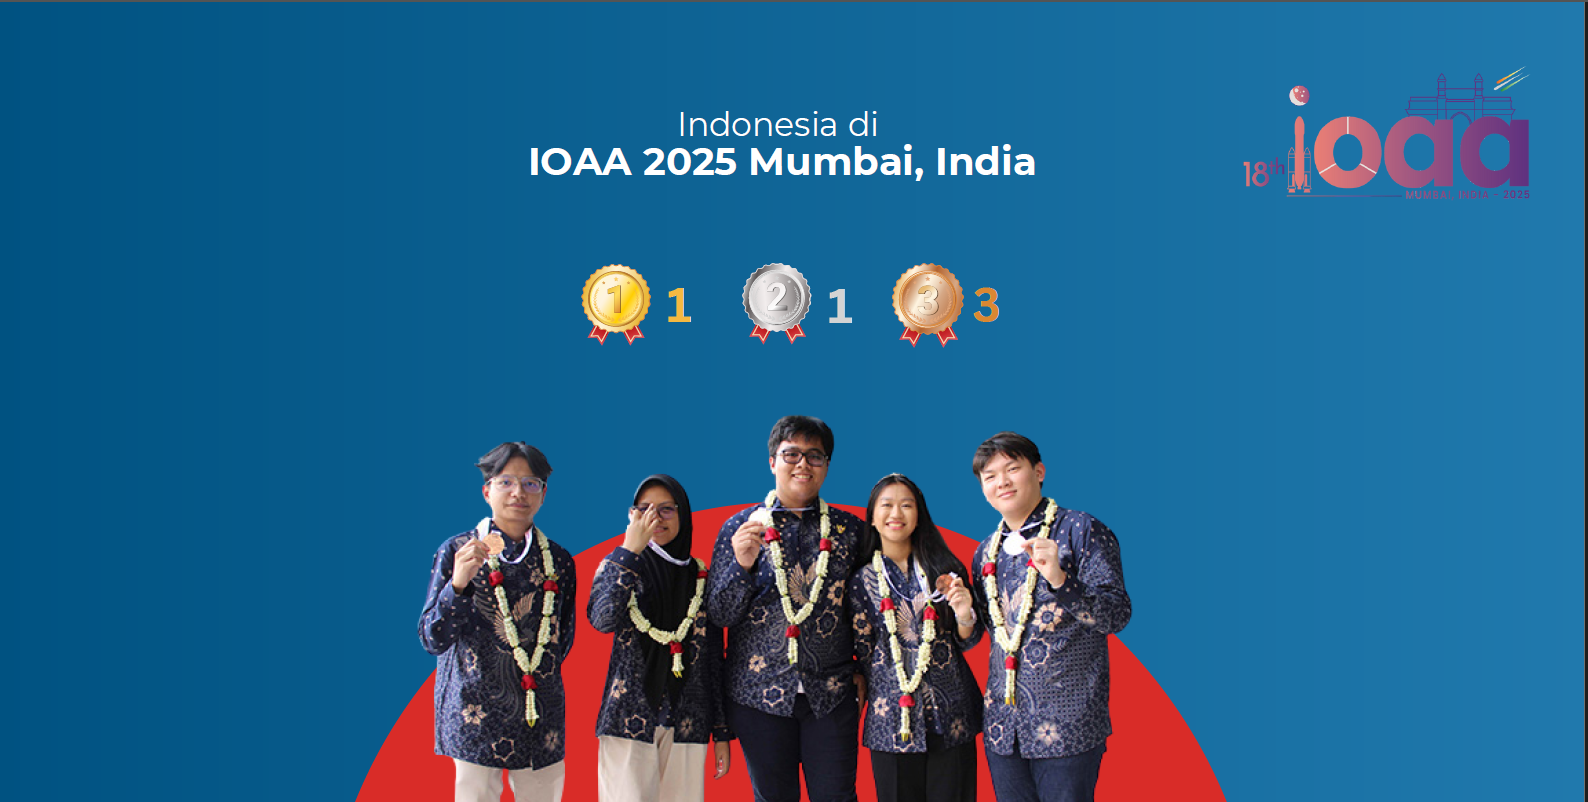 Indonesia di
IOAA 2025 Mumbai, India
18th ioaa
MUMBAI, INDIA - 2025
1 1 2 1 3 3